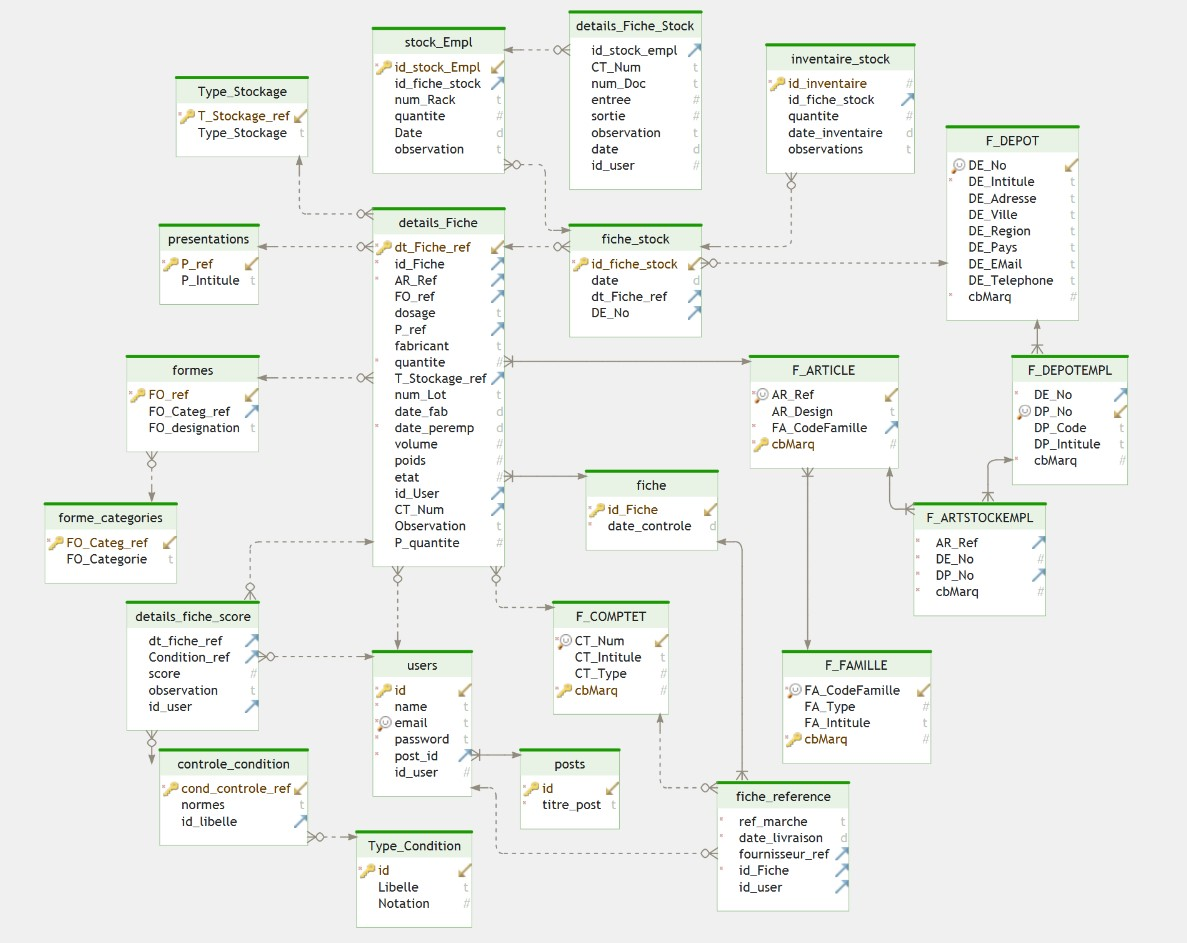 stock_Empl
id_stock_Empl
id_fiche_stock
num_Rack t
quantite #
Date d
observation t
details_Fiche_Stock
id_stock_empl
CT_Num t
num_Doc t
entree #
sortie #
observation t
date d
id_user #
inventaire_stock
id_inventaire #
id_fiche_stock
quantite #
date_inventaire d
observations t
Type_Stockage
T_Stockage_ref
Type_Stockage t
F_DEPOT
DE_No
DE_Intitule t
DE_Adresse t
DE_Ville t
DE_Region t
DE_Pays t
DE_EMail t
DE_Telephone t
cbMarq #
presentations
P_ref
P_Intitule t
details_Fiche
dt_Fiche_ref
id_Fiche
AR_Ref
FO_ref
dosage t
P_ref
fabricant t
quantite #
T_Stockage_ref
num_Lot t
date_fab d
date_peremp d
volume #
poids #
etat #
id_User
CT_Num
Observation t
P_quantite #
fiche_stock
id_fiche_stock
date d
dt_Fiche_ref
DE_No
formes
FO_ref
FO_Categ_ref
FO_designation t
F_ARTICLE
AR_Ref
AR_Design t
FA_CodeFamille
cbMarq #
F_DEPOTEMPL
DE_No
DP_No
DP_Code t
DP_Intitule t
cbMarq #
forme_categories
FO_Categ_ref
FO_Categorie t
fiche
id_Fiche
date_controle d
F_ARTSTOCKEMPL
AR_Ref
DE_No #
DP_No
cbMarq #
details_fiche_score
dt_fiche_ref
Condition_ref
score #
observation t
id_user
F_COMPTET
CT_Num
CT_Intitule t
CT_Type #
cbMarq #
users
id
name t
email t
password t
post_id
id_user #
F_FAMILLE
FA_CodeFamille
FA_Type #
FA_Intitule t
cbMarq #
controle_condition
cond_controle_ref
normes t
id_libelle
posts
id
titre_post t
fiche_reference
ref_marche t
date_livraison d
fournisseur_ref
id_Fiche
id_user
Type_Condition
id
Libelle t
Notation #